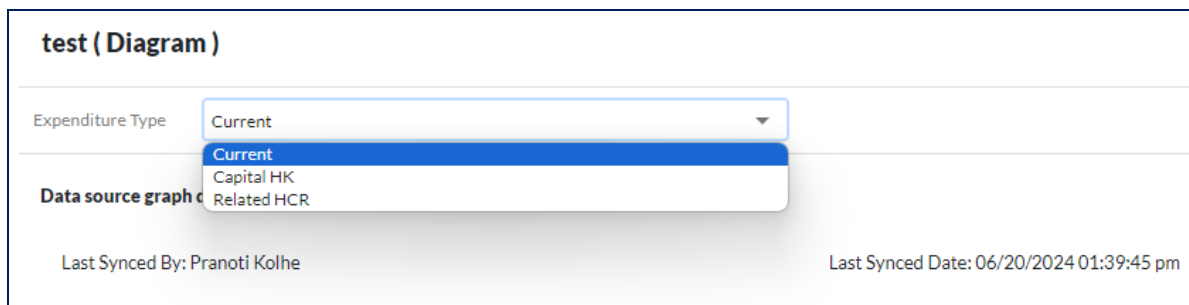 test ( Diagram )
Expenditure Type Current
Current
Capital HK
Related HCR
Data source graph
Last Synced By: Pranoti Kolhe Last Synced Date: 06/20/2024 01:39:45 pm